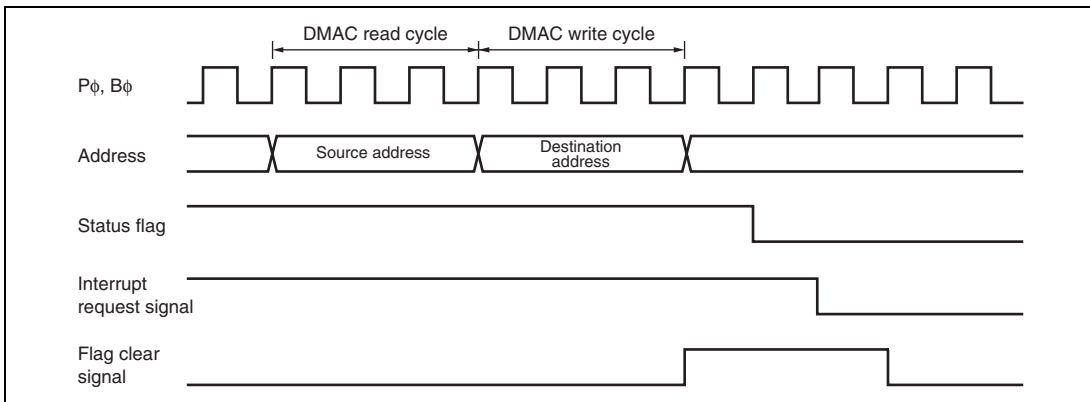 DMAC read cycle DMAC write cycle
Pϕ, Bϕ
Address
Source address
Destination
address
Status flag
Interrupt
request signal
Flag clear
signal